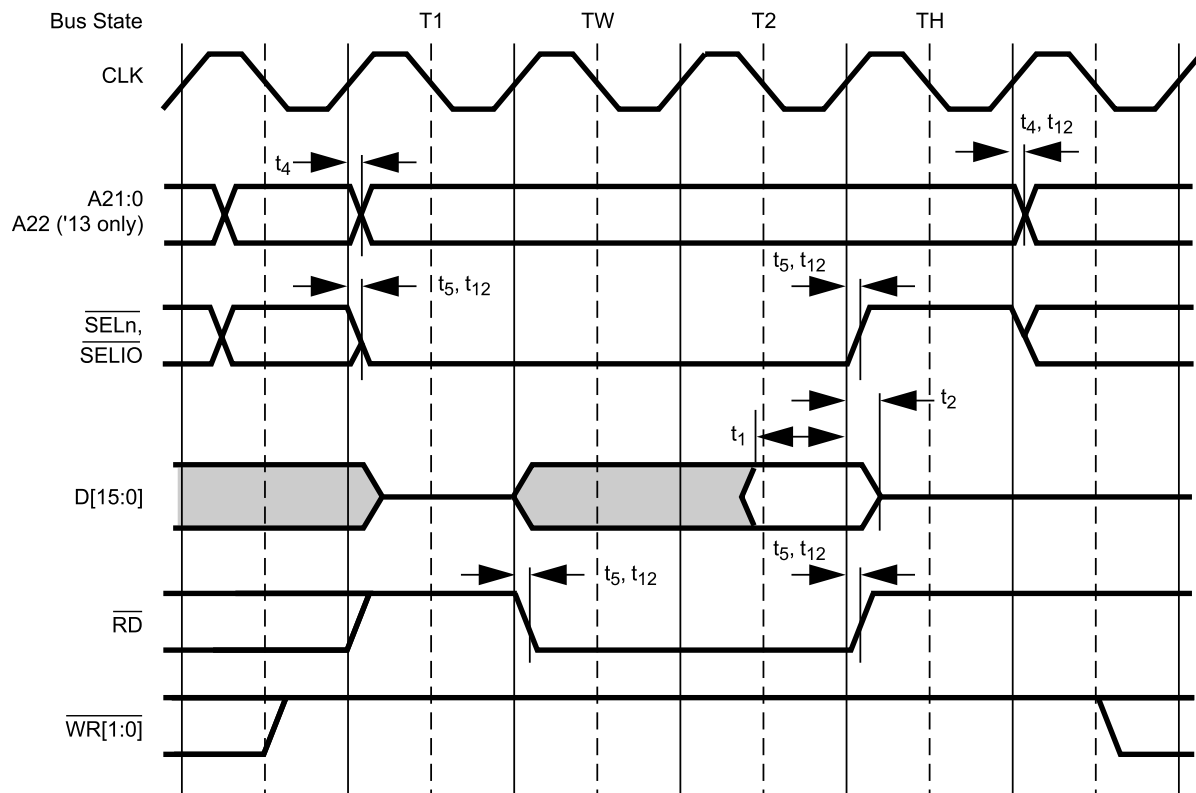 Bus State T1 TW T2 TH
CLK
t4, t12
t4
A21:0
A22 ('13 only)
t5, t12
t5, t12
SELn,
SELIO
t2
t1
D[15:0]
t5, t12
t5, t12
RD
WR[1:0]